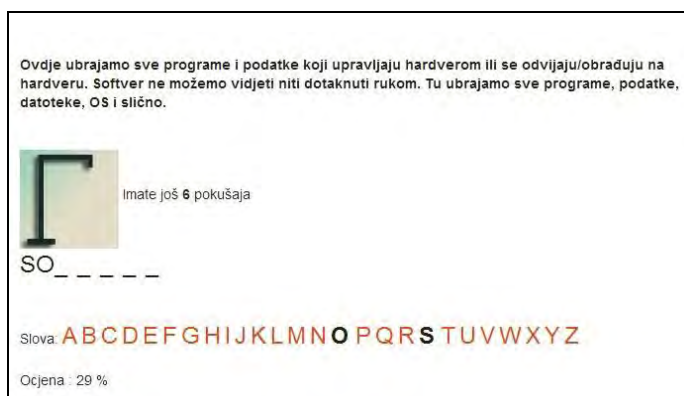 Ovdje ubrajamo sve programe i podatke koji upravljaju hardverom ili se odvijaju/obrađuju na
hardveru. Softver ne možemo vidjeti niti dotaknuti rukom. Tu ubrajamo sve programe, podatke,
datoteke, OS i slično.
Imate još 6 pokušaja
SO_ _ _ _ _
Slova: A B C D E F G H I J K L M N O P Q R S T U V W X Y Z
Ocjena : 29 %